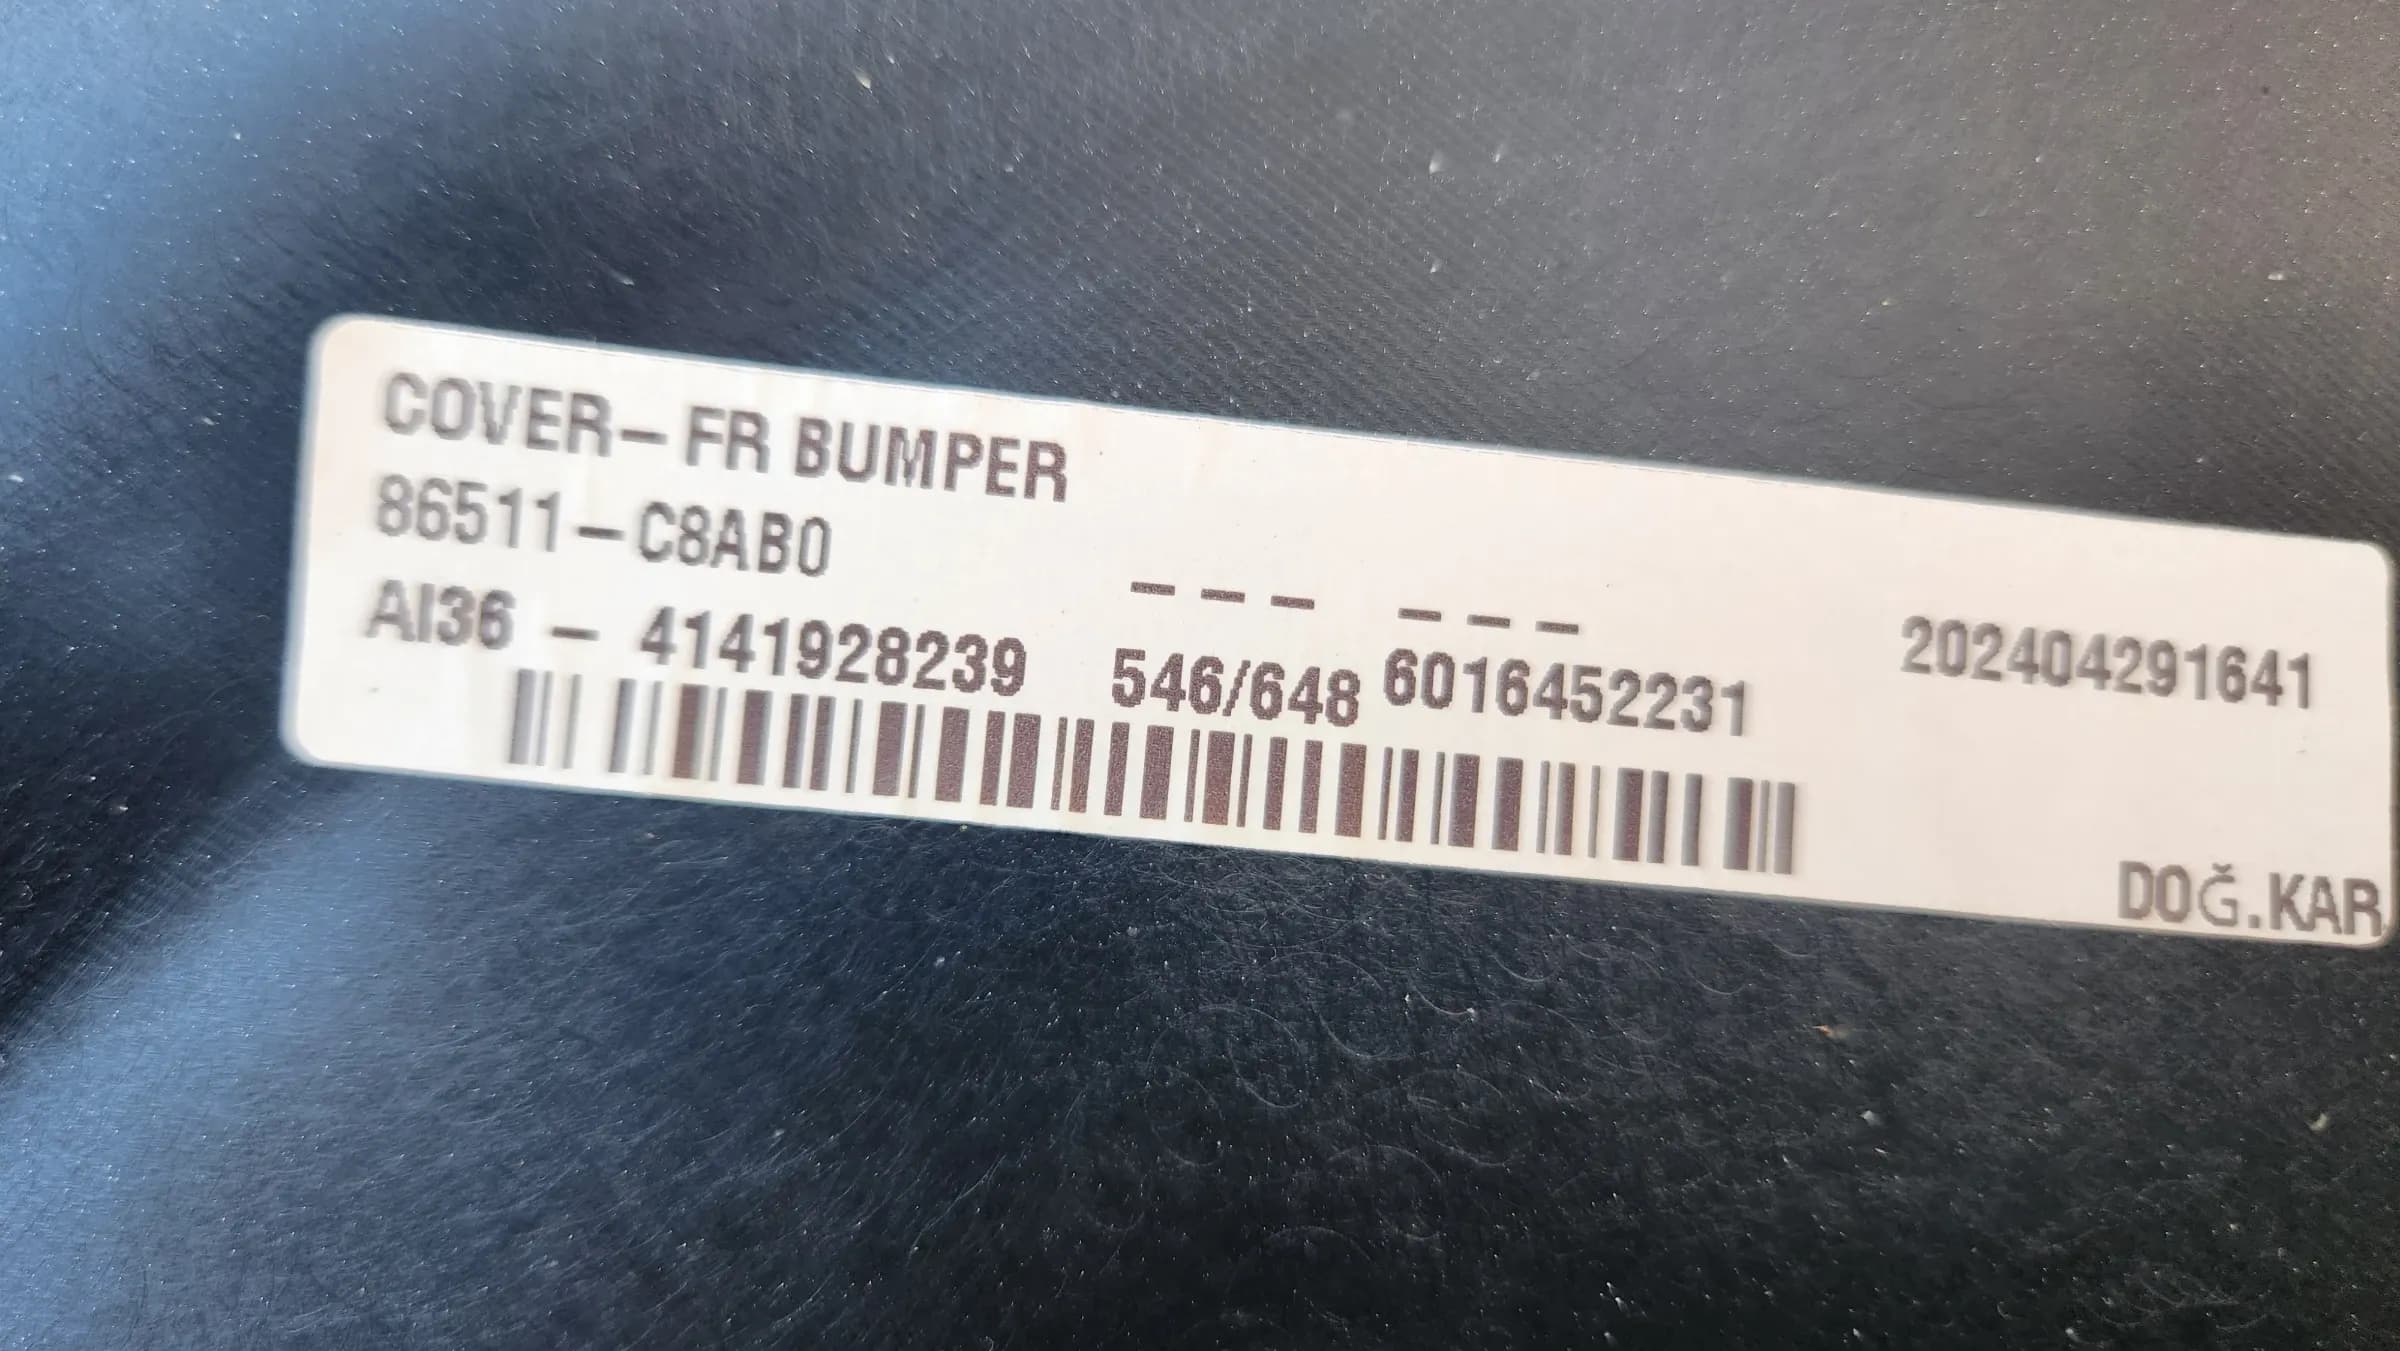 COVER-FR BUMPER
86511-C8AB0
--- ---
AI36 - 4141928239 546/648 6016452231 202404291641
DOĞ.KAR